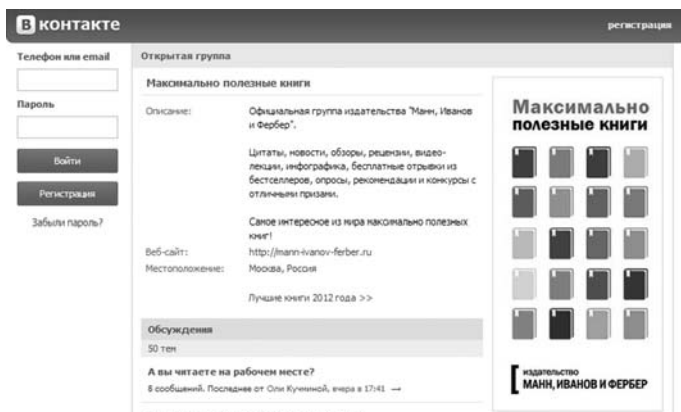 В контакте
регистрация
Телефон или email
Пароль
Войти
Регистрация
Забыли пароль?
Открытая группа
Максимально полезные книги
Описание:
Официальная группа издательства "Манн, Иванов
и Фербер".
Цитаты, новости, обзоры, рецензии, видео-
лекции, инфографика, бесплатные отрывки из
бестселлеров, опросы, рекомендации и конкурсы с
отличными призами.
Самое интересное из мира максимально полезных
книг!
Веб-сайт: http://mann-ivanov-ferber.ru
Местоположение: Москва, Россия
Лучшие книги 2012 года >>
Обсуждения
50 тем
А вы читаете на рабочем месте?
8 сообщений. Последнее от Оли Кучминой, вчера в 17:41 →
Максимально
полезные книги
издательство
МАНН, ИВАНОВ И ФЕРБЕР